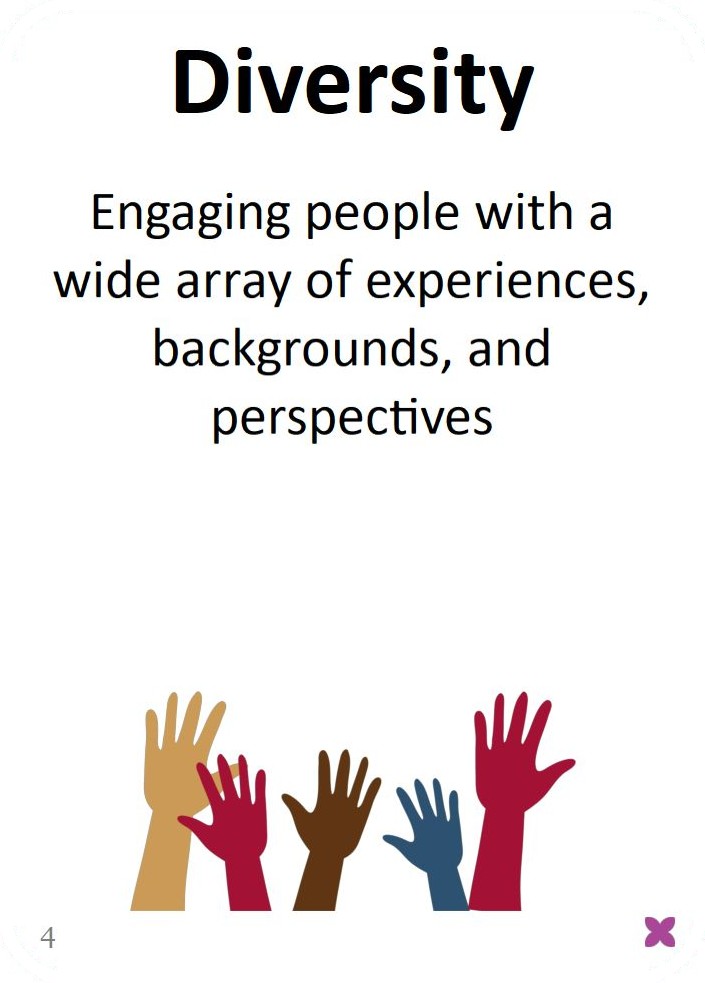 Diversity
Engaging people with a
wide array of experiences,
backgrounds, and
perspectives
4